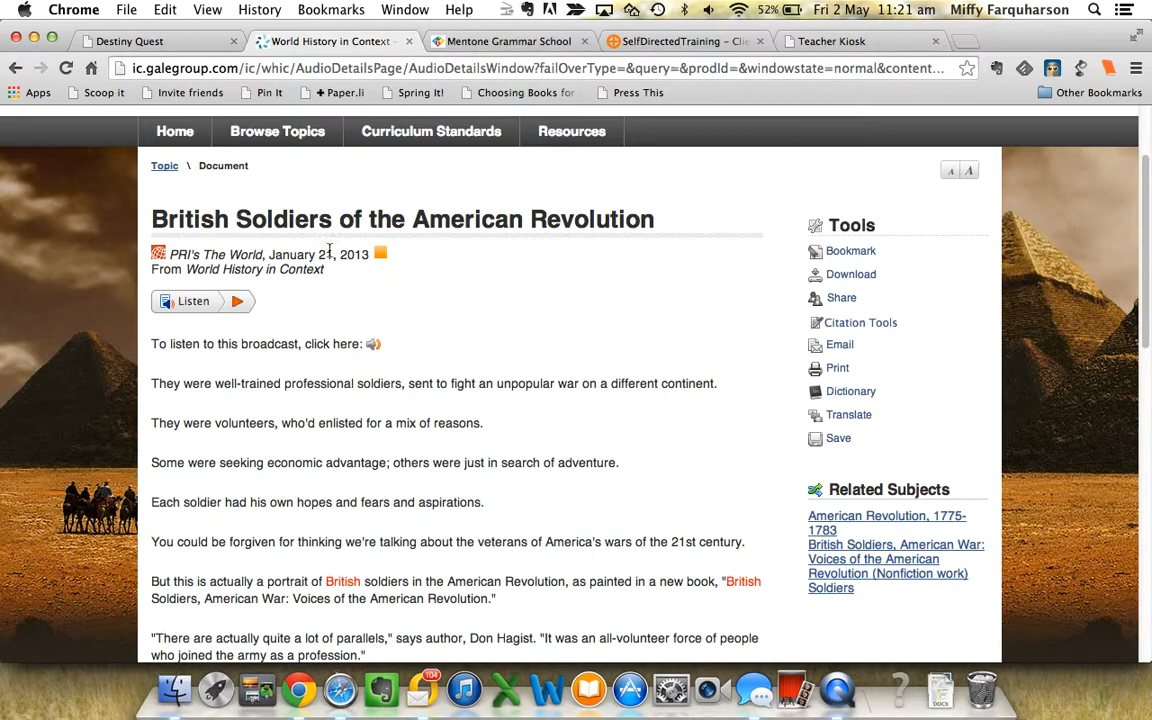 Chrome File Edit View History Bookmarks Window Help 52% Fri 2 May 11:21 am Miffy Farquharson
Destiny Quest World History in Context - Mentone Grammar School SelfDirectedTraining - Clie Teacher Kiosk
ic.galegroup.com/ic/whic/AudioDetailsPage/AudioDetailsWindow?failOverType=&query=&prodId=&windowstate=normal&content...
Apps Scoop it Invite friends Pin It + Paper.li Spring It! Choosing Books for Press This Other Bookmarks
Home Browse Topics Curriculum Standards Resources
Topic \ Document
A A
British Soldiers of the American Revolution
PRI's The World, January 21, 2013
From World History in Context
Listen
To listen to this broadcast, click here:
They were well-trained professional soldiers, sent to fight an unpopular war on a different continent.
They were volunteers, who'd enlisted for a mix of reasons.
Some were seeking economic advantage; others were just in search of adventure.
Each soldier had his own hopes and fears and aspirations.
You could be forgiven for thinking we're talking about the veterans of America's wars of the 21st century.
But this is actually a portrait of British soldiers in the American Revolution, as painted in a new book, "British
Soldiers, American War: Voices of the American Revolution."
"There are actually quite a lot of parallels," says author, Don Hagist. "It was an all-volunteer force of people
who joined the army as a profession."
Tools
Bookmark
Download
Share
Citation Tools
Email
Print
Dictionary
Translate
Save
Related Subjects
American Revolution, 1775-
1783
British Soldiers, American War:
Voices of the American
Revolution (Nonfiction work)
Soldiers
104